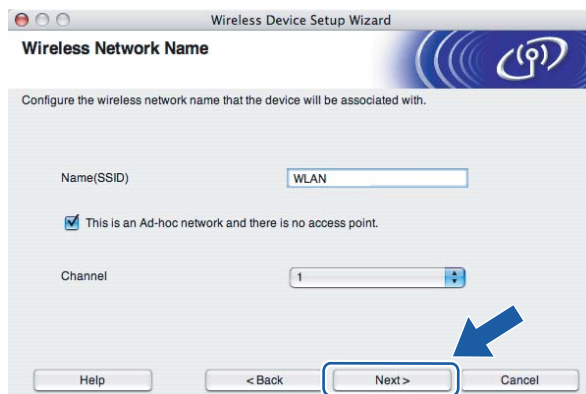 Wireless Device Setup Wizard
Wireless Network Name
Configure the wireless network name that the device will be associated with.
Name(SSID) WLAN
This is an Ad-hoc network and there is no access point.
Channel 1
Help < Back Next > Cancel